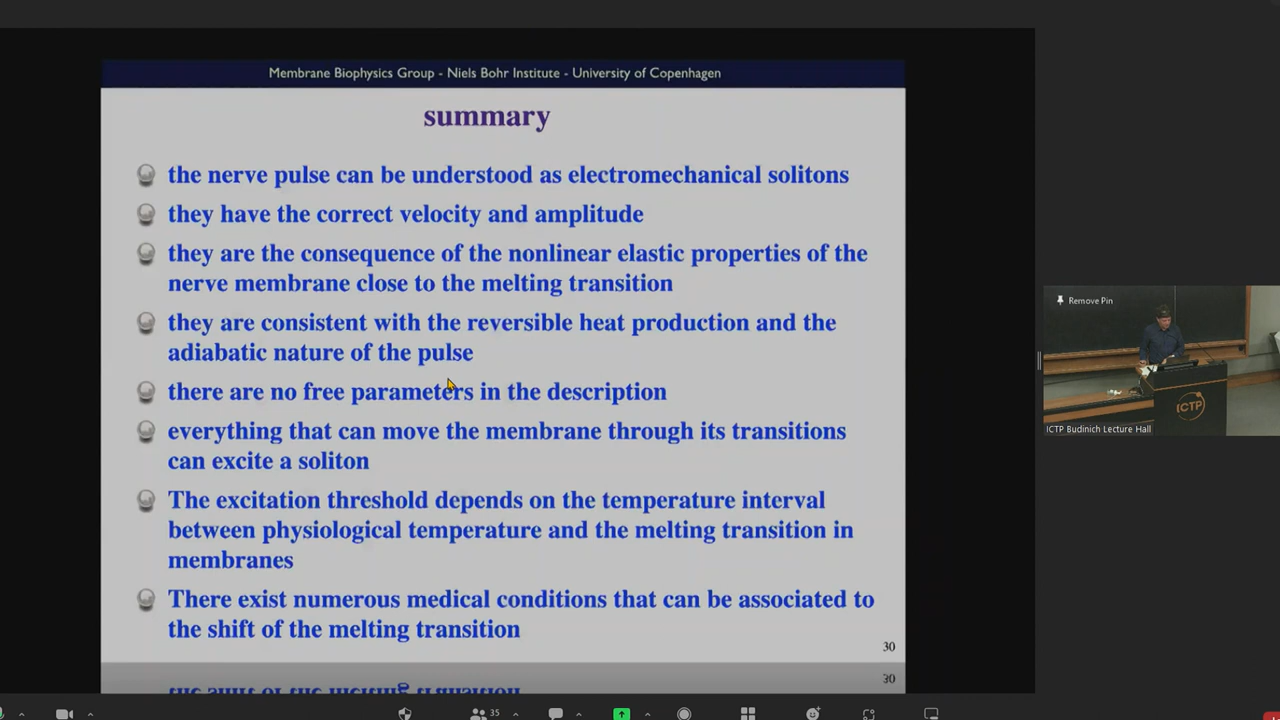 Membrane Biophysics Group - Niels Bohr Institute - University of Copenhagen
summary
the nerve pulse can be understood as electromechanical solitons
they have the correct velocity and amplitude
they are the consequence of the nonlinear elastic properties of the
nerve membrane close to the melting transition
they are consistent with the reversible heat production and the
adiabatic nature of the pulse
there are no free parameters in the description
everything that can move the membrane through its transitions
can excite a soliton
The excitation threshold depends on the temperature interval
between physiological temperature and the melting transition in
membranes
There exist numerous medical conditions that can be associated to
the shift of the melting transition
30
30
Remove Pin
ICTP
ICTP Budinich Lecture Hall
35